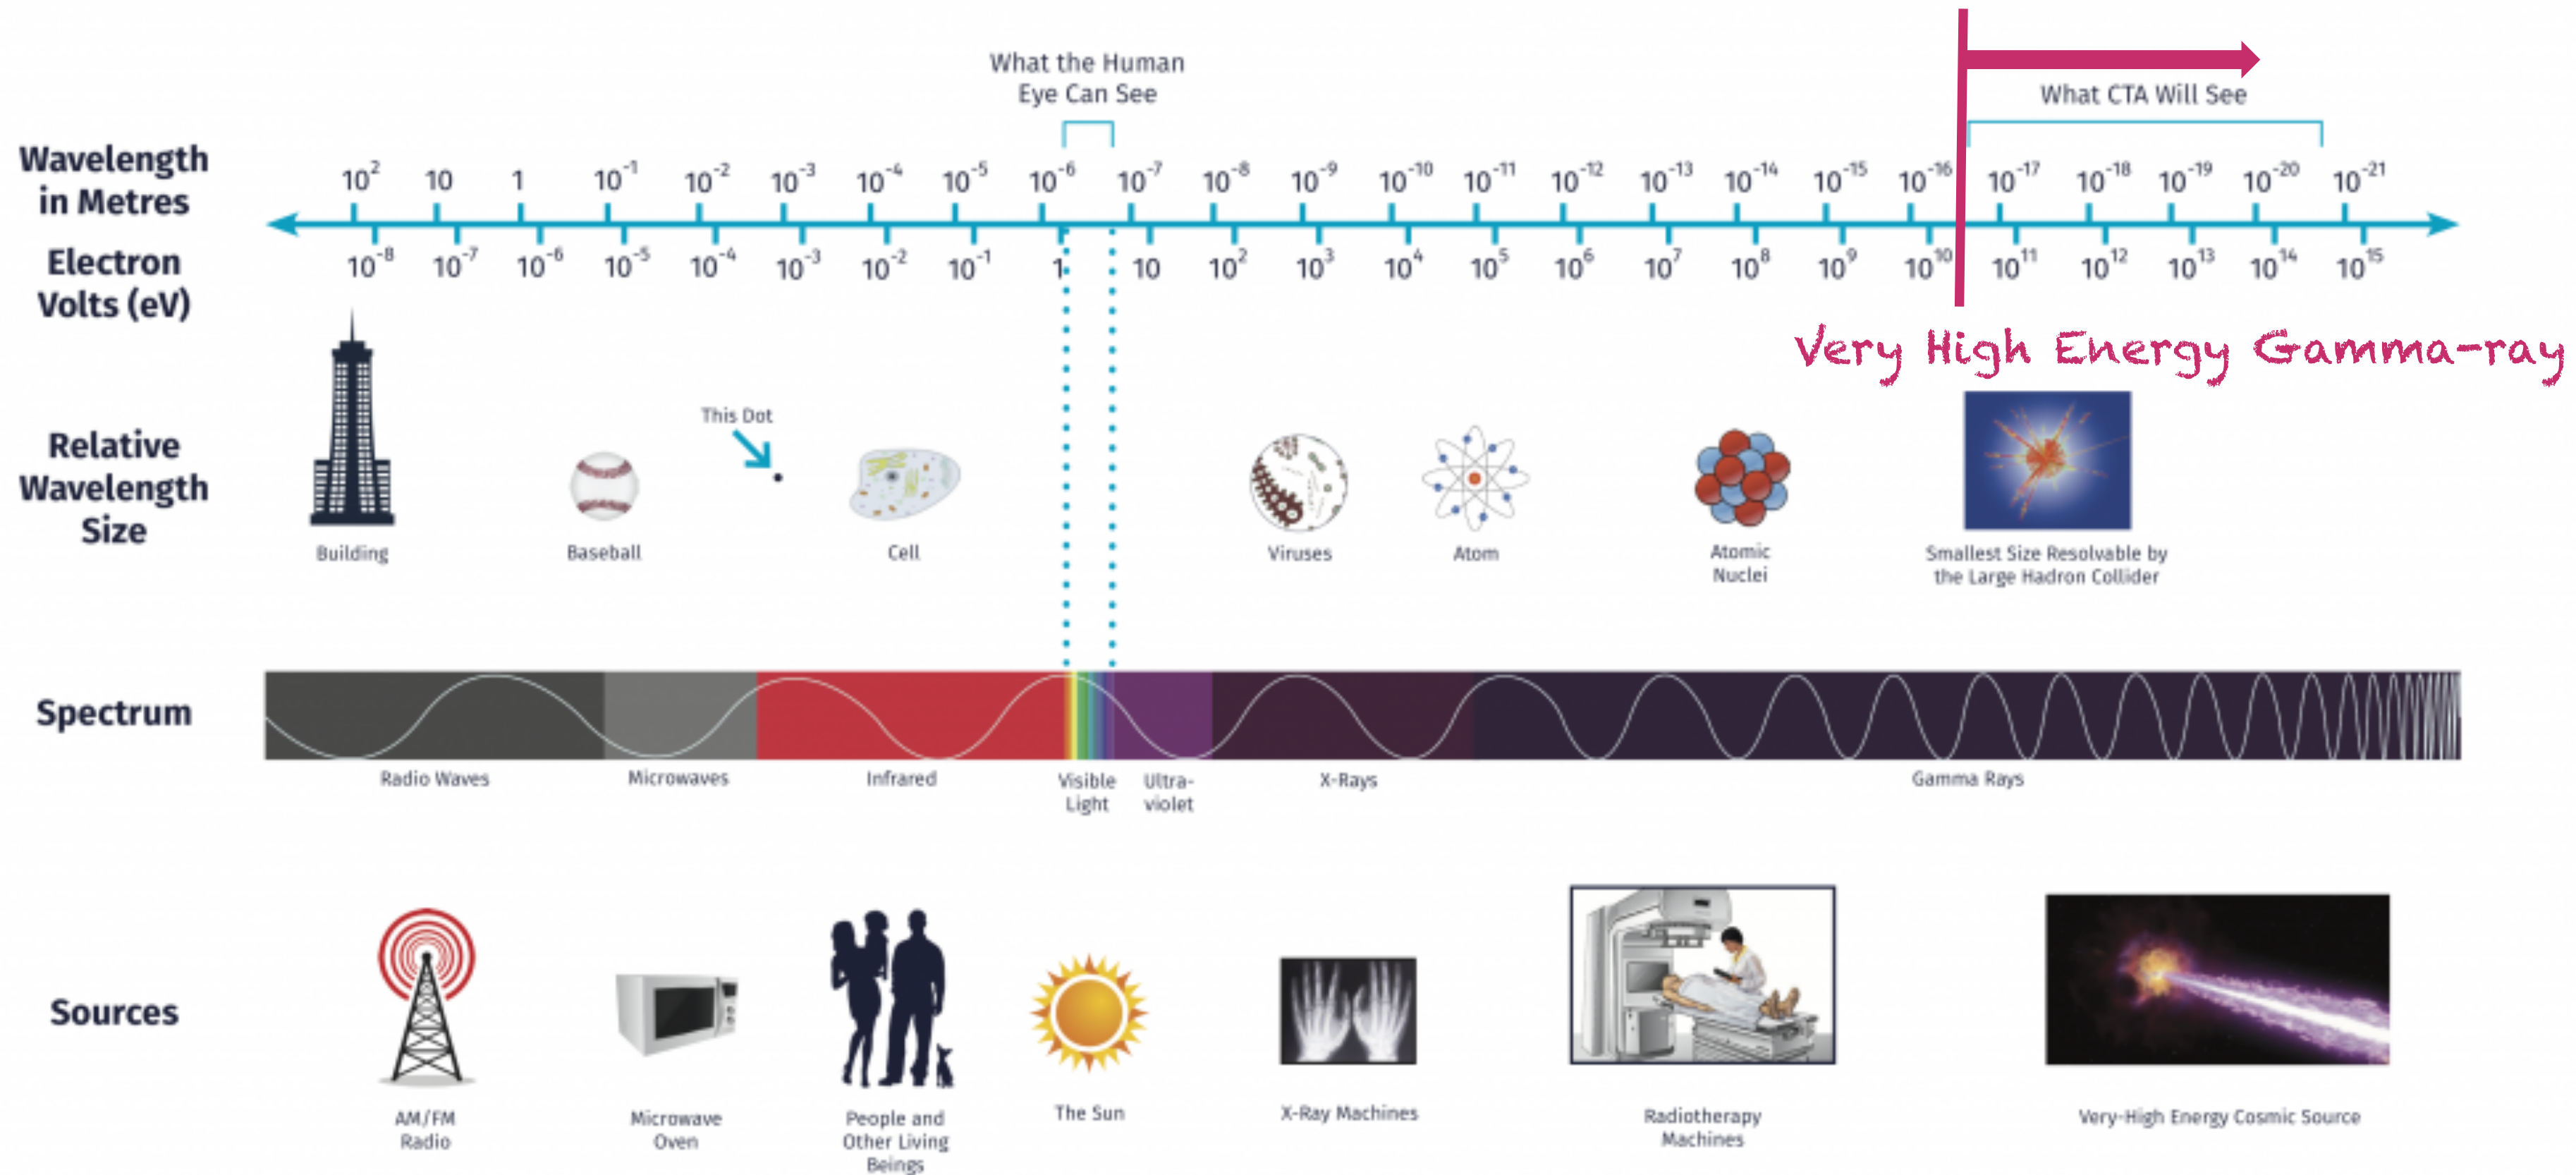 What the Human
Eye Can See
What CTA Will See
Wavelength
in Metres
10² 10 1 10⁻¹ 10⁻² 10⁻³ 10⁻⁴ 10⁻⁵ 10⁻⁶ 10⁻⁷ 10⁻⁸ 10⁻⁹ 10⁻¹⁰ 10⁻¹¹ 10⁻¹² 10⁻¹³ 10⁻¹⁴ 10⁻¹⁵ 10⁻¹⁶ 10⁻¹⁷ 10⁻¹⁸ 10⁻¹⁹ 10⁻²⁰ 10⁻²¹
Electron
Volts (eV)
10⁻⁸ 10⁻⁷ 10⁻⁶ 10⁻⁵ 10⁻⁴ 10⁻³ 10⁻² 10⁻¹ 1 10 10² 10³ 10⁴ 10⁵ 10⁶ 10⁷ 10⁸ 10⁹ 10¹⁰ 10¹¹ 10¹² 10¹³ 10¹⁴ 10¹⁵
Very High Energy Gamma-ray
Relative
Wavelength
Size
This Dot
Building
Baseball
Cell
Viruses
Atom
Atomic
Nuclei
Smallest Size Resolvable by
the Large Hadron Collider
Spectrum
Radio Waves
Microwaves
Infrared
Visible
Light
Ultra-
violet
X-Rays
Gamma Rays
Sources
AM/FM
Radio
Microwave
Oven
People and
Other Living
Beings
The Sun
X-Ray Machines
Radiotherapy
Machines
Very-High Energy Cosmic Source